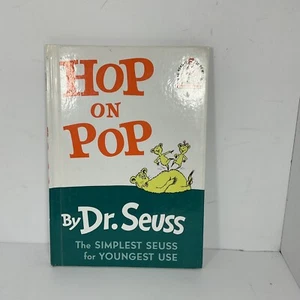 HOP
ON
POP
By Dr. Seuss
The SIMPLEST SEUSS
for YOUNGEST USE